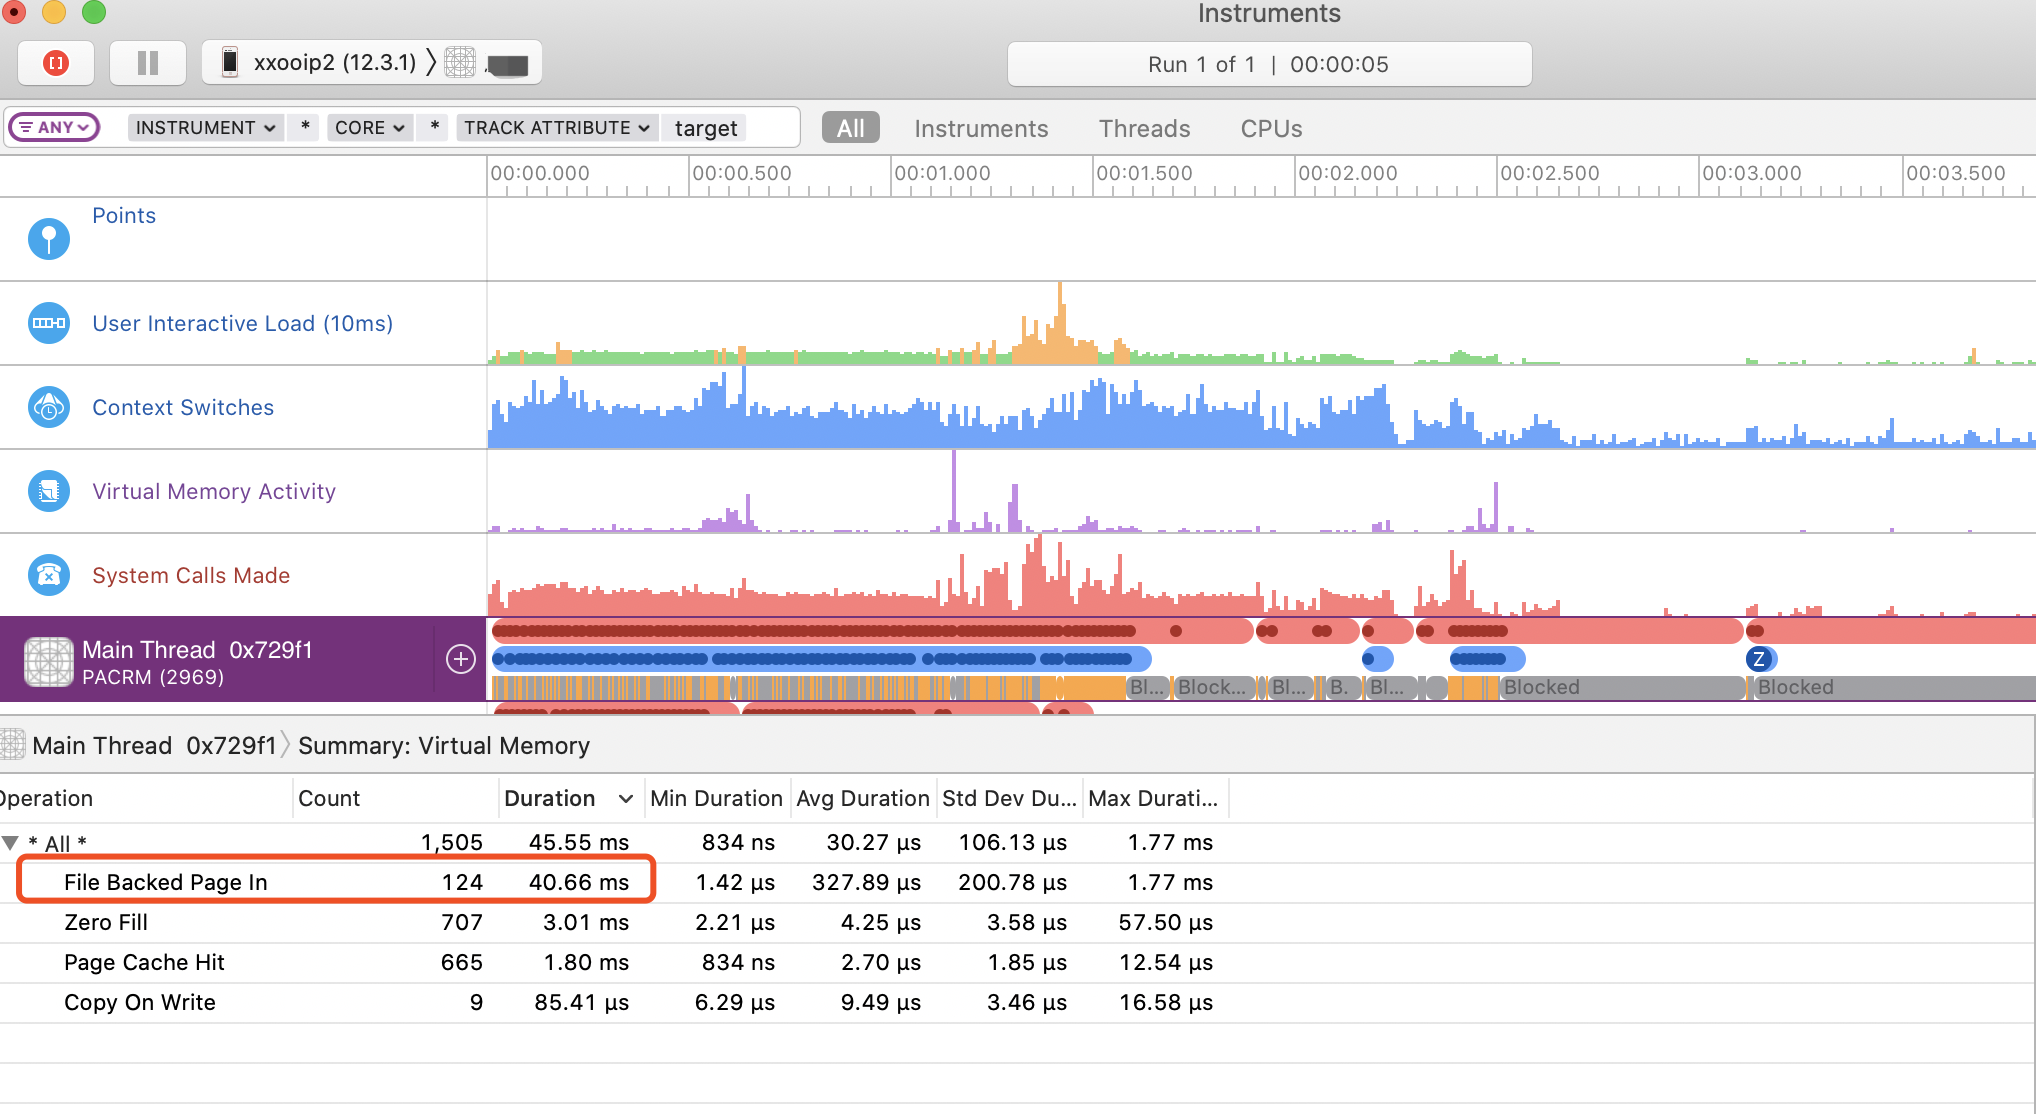 Instruments
xxooip2 (12.3.1)
Run 1 of 1 | 00:00:05
ANY INSTRUMENT * CORE * TRACK ATTRIBUTE target All Instruments Threads CPUs
00:00.000 00:00.500 00:01.000 00:01.500 00:02.000 00:02.500 00:03.000 00:03.500
Points
User Interactive Load (10ms)
Context Switches
Virtual Memory Activity
System Calls Made
Main Thread 0x729f1
PACRM (2969)
Z
Bl... Block... Bl... B. Bl... Blocked Blocked
Main Thread 0x729f1 Summary: Virtual Memory
Operation Count Duration Min Duration Avg Duration Std Dev Du... Max Durati...
* All * 1,505 45.55 ms 834 ns 30.27 µs 106.13 µs 1.77 ms
File Backed Page In 124 40.66 ms 1.42 µs 327.89 µs 200.78 µs 1.77 ms
Zero Fill 707 3.01 ms 2.21 µs 4.25 µs 3.58 µs 57.50 µs
Page Cache Hit 665 1.80 ms 834 ns 2.70 µs 1.85 µs 12.54 µs
Copy On Write 9 85.41 µs 6.29 µs 9.49 µs 3.46 µs 16.58 µs